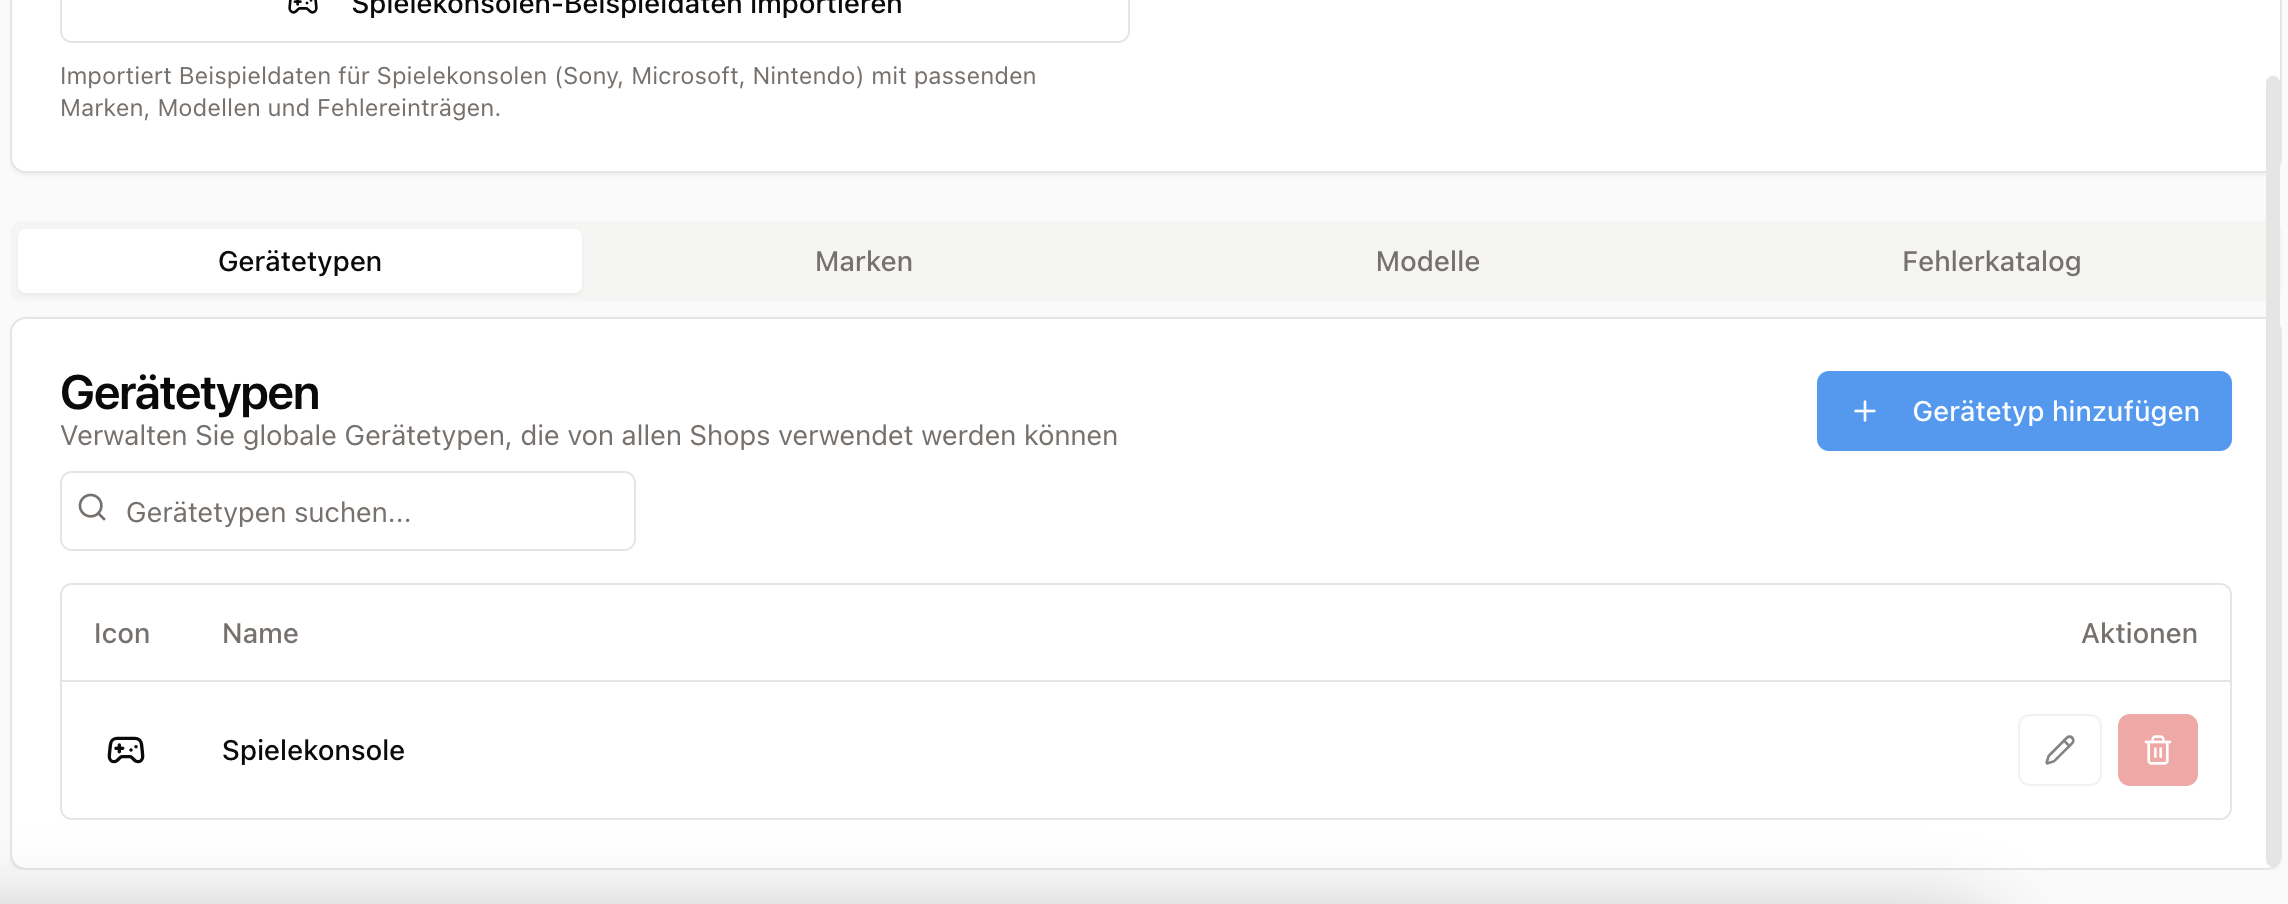 Spielekonsolen-Beispieldaten importieren
Importiert Beispieldaten für Spielekonsolen (Sony, Microsoft, Nintendo) mit passenden
Marken, Modellen und Fehlereinträgen.
Gerätetypen Marken Modelle Fehlerkatalog
Gerätetypen
Verwalten Sie globale Gerätetypen, die von allen Shops verwendet werden können
Gerätetyp hinzufügen
Gerätetypen suchen...
Icon Name Aktionen
Spielekonsole